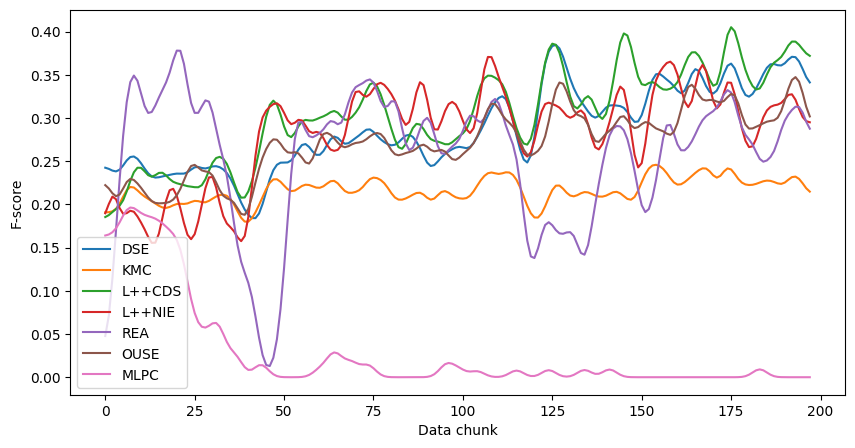 F-score
0.40
0.35
0.30
0.25
0.20
0.15
0.10
0.05
0.00
DSE
KMC
L++CDS
L++NIE
REA
OUSE
MLPC
0 25 50 75 100 125 150 175 200
Data chunk